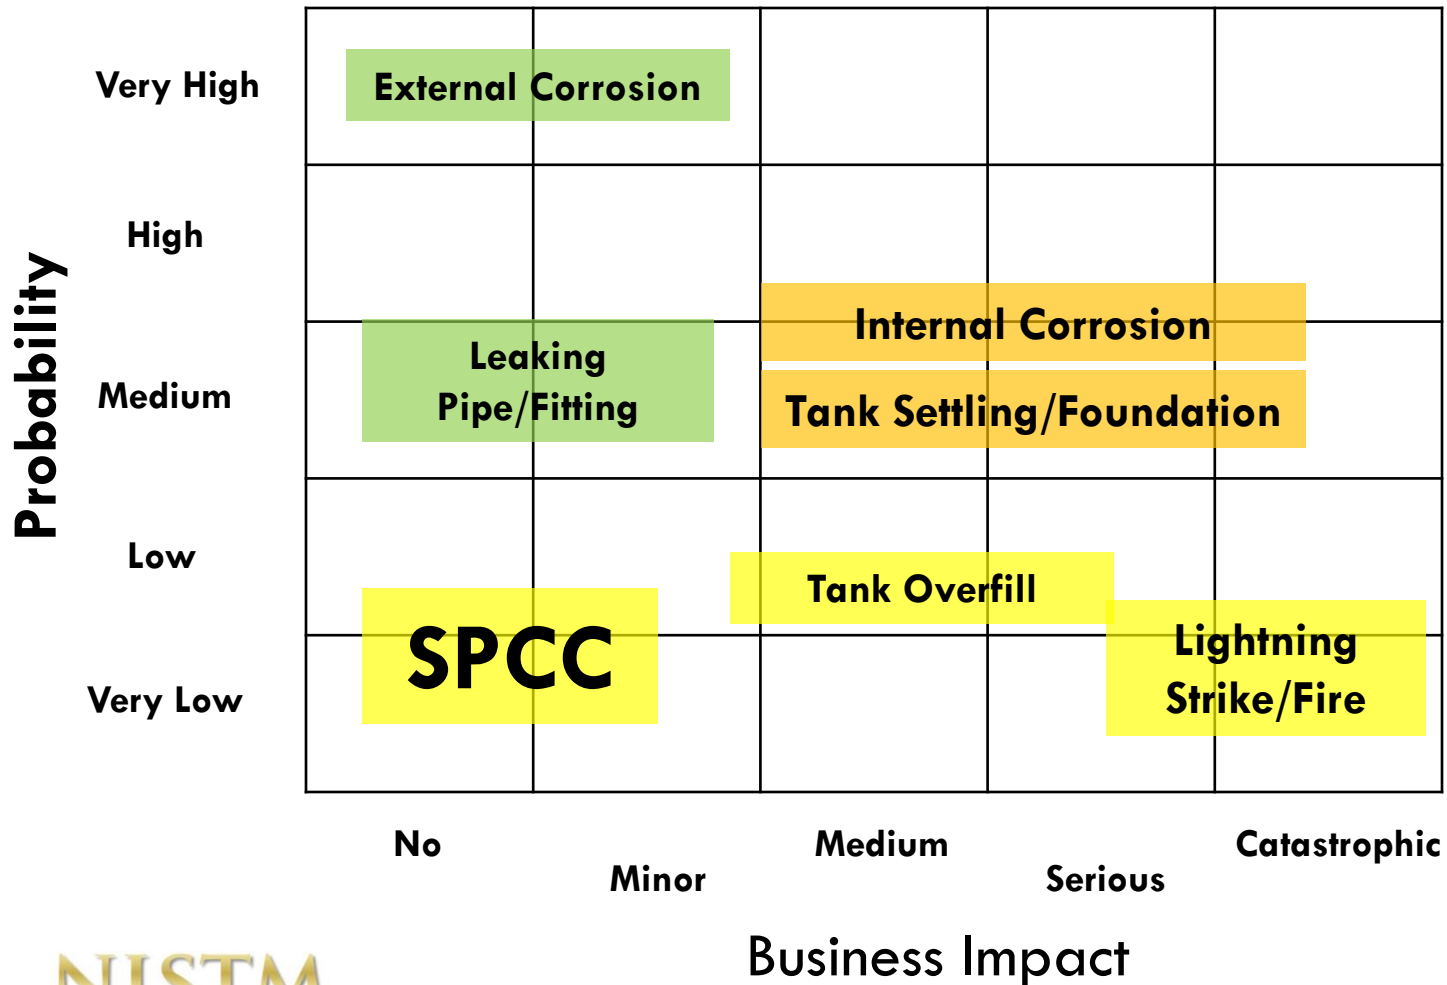 Very High
External Corrosion
High
Probability
Internal Corrosion
Leaking
Pipe/Fitting
Medium
Tank Settling/Foundation
Low
Tank Overfill
SPCC
Lightning
Strike/Fire
Very Low
No
Minor
Medium
Serious
Catastrophic
Business Impact
NISTM